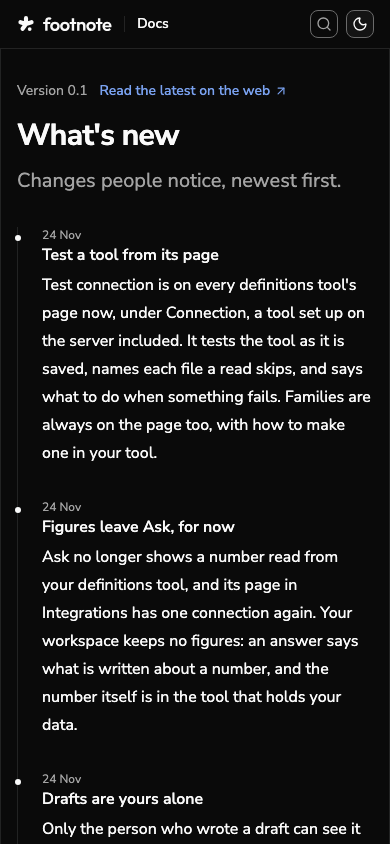 footnote
Docs
Version 0.1
Read the latest on the web ↗
What's new
Changes people notice, newest first.
24 Nov
Test a tool from its page
Test connection is on every definitions tool's
page now, under Connection, a tool set up on
the server included. It tests the tool as it is
saved, names each file a read skips, and says
what to do when something fails. Families are
always on the page too, with how to make
one in your tool.
24 Nov
Figures leave Ask, for now
Ask no longer shows a number read from
your definitions tool, and its page in
Integrations has one connection again. Your
workspace keeps no figures: an answer says
what is written about a number, and the
number itself is in the tool that holds your
data.
24 Nov
Drafts are yours alone
Only the person who wrote a draft can see it